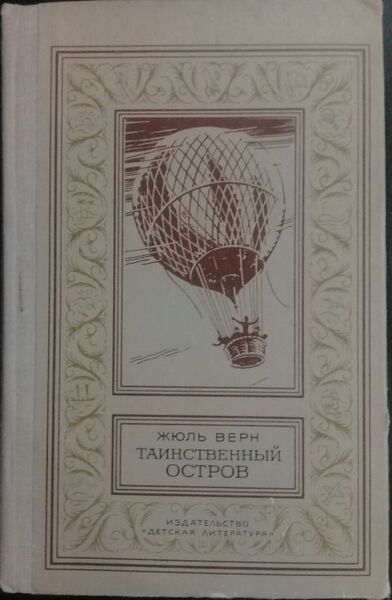 ЖЮЛЬ ВЕРН
ТАИНСТВЕННЫЙ
ОСТРОВ
ИЗДАТЕЛЬСТВО
«ДЕТСКАЯ ЛИТЕРАТУРА»